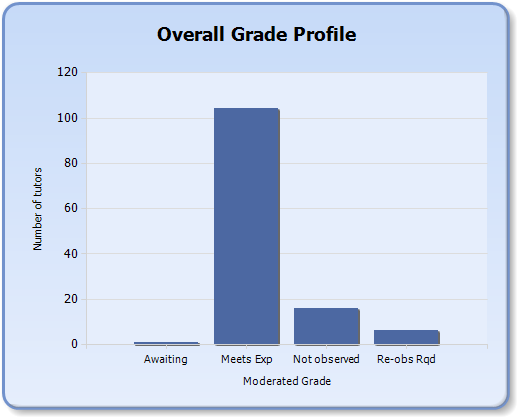 Overall Grade Profile
120
100
80
60
40
20
0
Number of tutors
Awaiting Meets Exp Not observed Re-obs Rqd
Moderated Grade